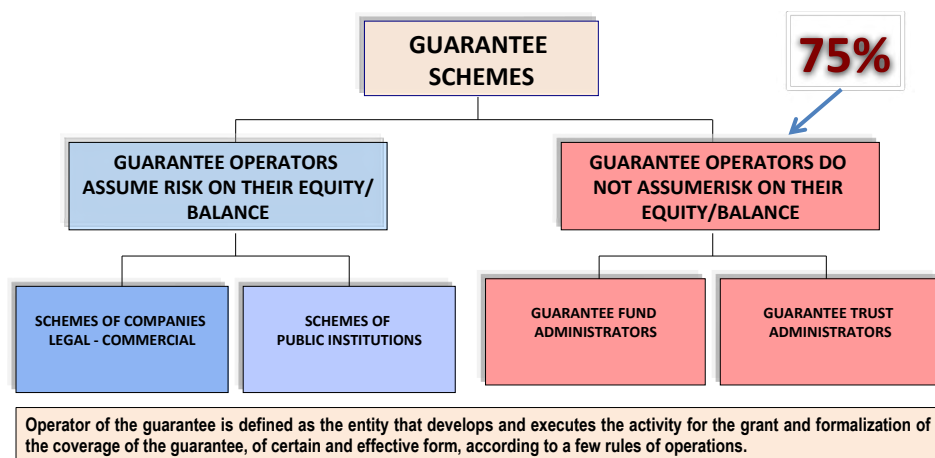 GUARANTEE
SCHEMES
75%
GUARANTEE OPERATORS
ASSUME RISK ON THEIR EQUITY/
BALANCE
GUARANTEE OPERATORS DO
NOT ASSUMERISK ON THEIR
EQUITY/BALANCE
SCHEMES OF COMPANIES
LEGAL - COMMERCIAL
SCHEMES OF
PUBLIC INSTITUTIONS
GUARANTEE FUND
ADMINISTRATORS
GUARANTEE TRUST
ADMINISTRATORS
Operator of the guarantee is defined as the entity that develops and executes the activity for the grant and formalization of
the coverage of the guarantee, of certain and effective form, according to a few rules of operations.